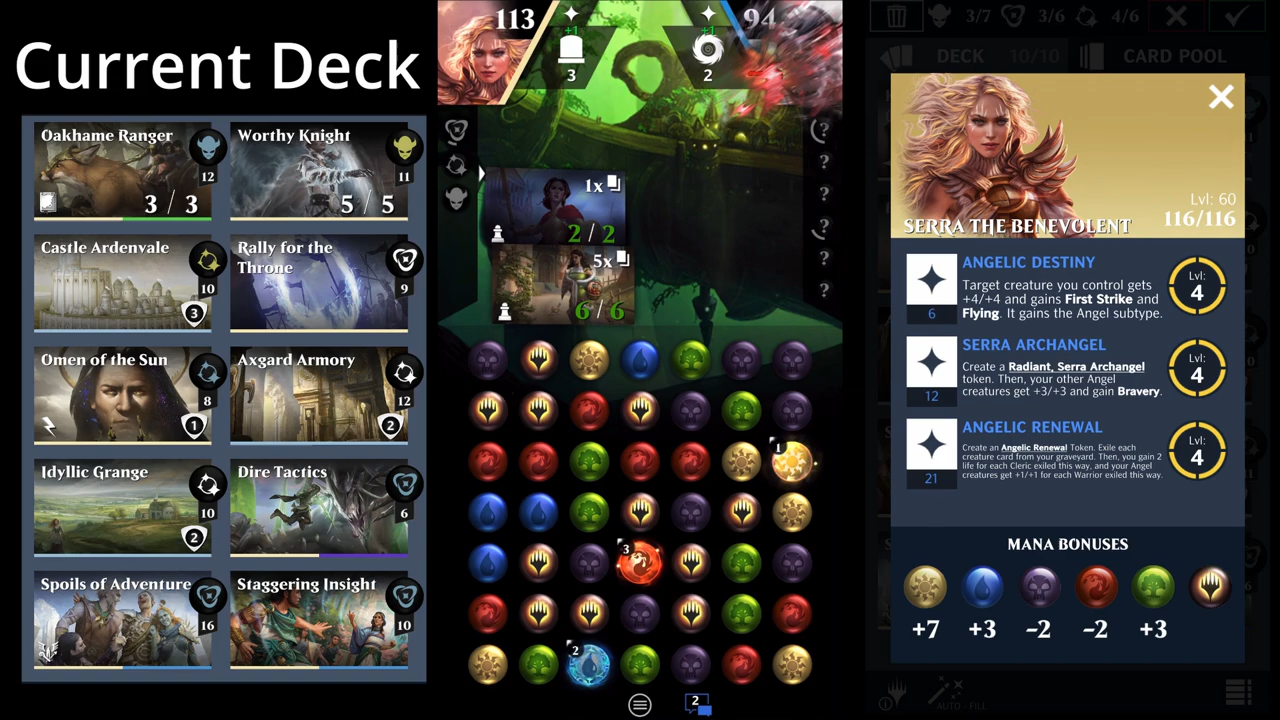 Current Deck
Oakhame Ranger
12
3 / 3
Worthy Knight
11
5 / 5
Castle Ardenvale
10
3
Rally for the
Throne
9
Omen of the Sun
8
1
Axgard Armory
12
2
Idyllic Grange
10
2
Dire Tactics
6
Spoils of Adventure
16
Staggering Insight
10
113
+1
3
+1
2
94
?
?
?
?
?
?
1x
2 / 2
5x
6 / 6
1
3
2
2
3/7
3/6
4/6
DECK 10/10
CARD POOL
Lvl: 60
SERRA THE BENEVOLENT 116/116
ANGELIC DESTINY
Target creature you control gets
+4/+4 and gains First Strike and
Flying. It gains the Angel subtype.
6
Lvl:
4
SERRA ARCHANGEL
Create a Radiant, Serra Archangel
token. Then, your other Angel
creatures get +3/+3 and gain Bravery.
12
Lvl:
4
ANGELIC RENEWAL
Create an Angelic Renewal Token. Exile each
creature card from your graveyard. Then, you gain 2
life for each Cleric exiled this way, and your Angel
creatures get +1/+1 for each Warrior exiled this way.
21
Lvl:
4
MANA BONUSES
+7 +3 -2 -2 +3
AUTO - FILL